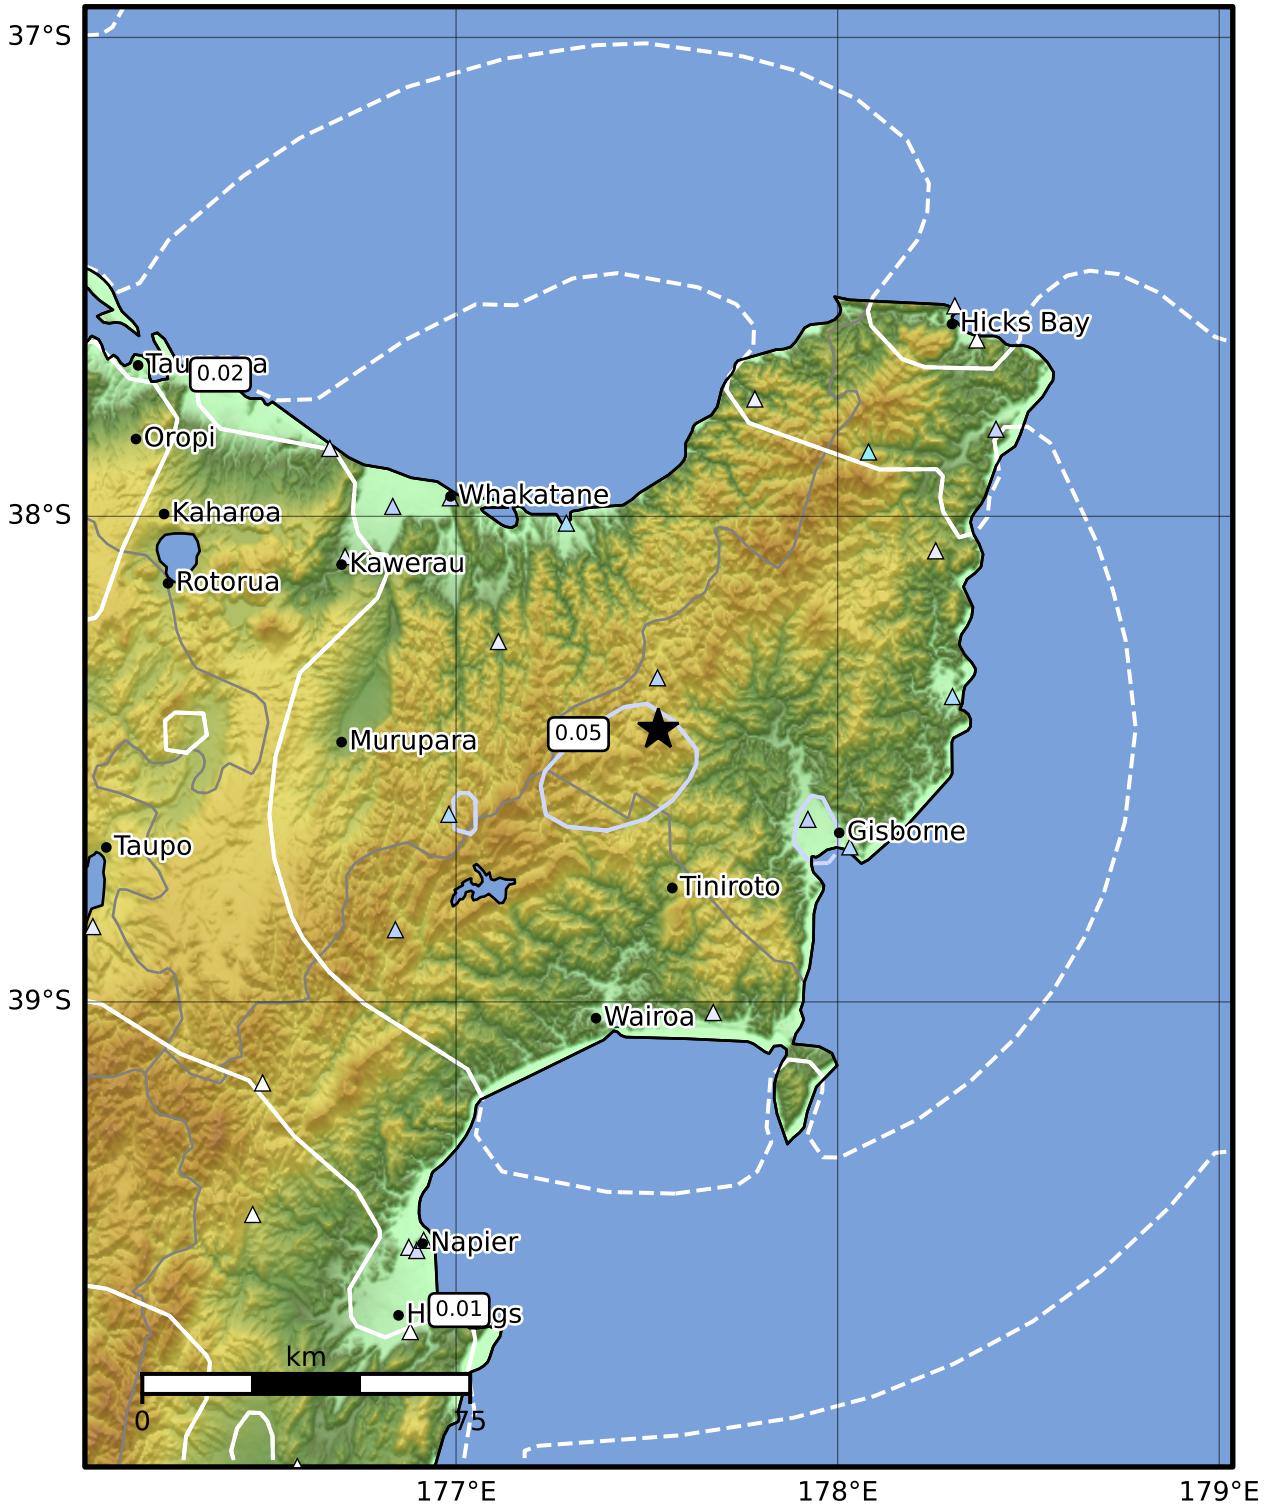 37°S
Hicks Bay
0.02
Oropi
Whakatane
38°S
Kaharoa
Kawerau
Rotorua
0.05
Murupara
Gisborne
Taupo
Tiniroto
39°S
Wairoa
Napier
0.01
km
0
75
177°E
178°E
179°E